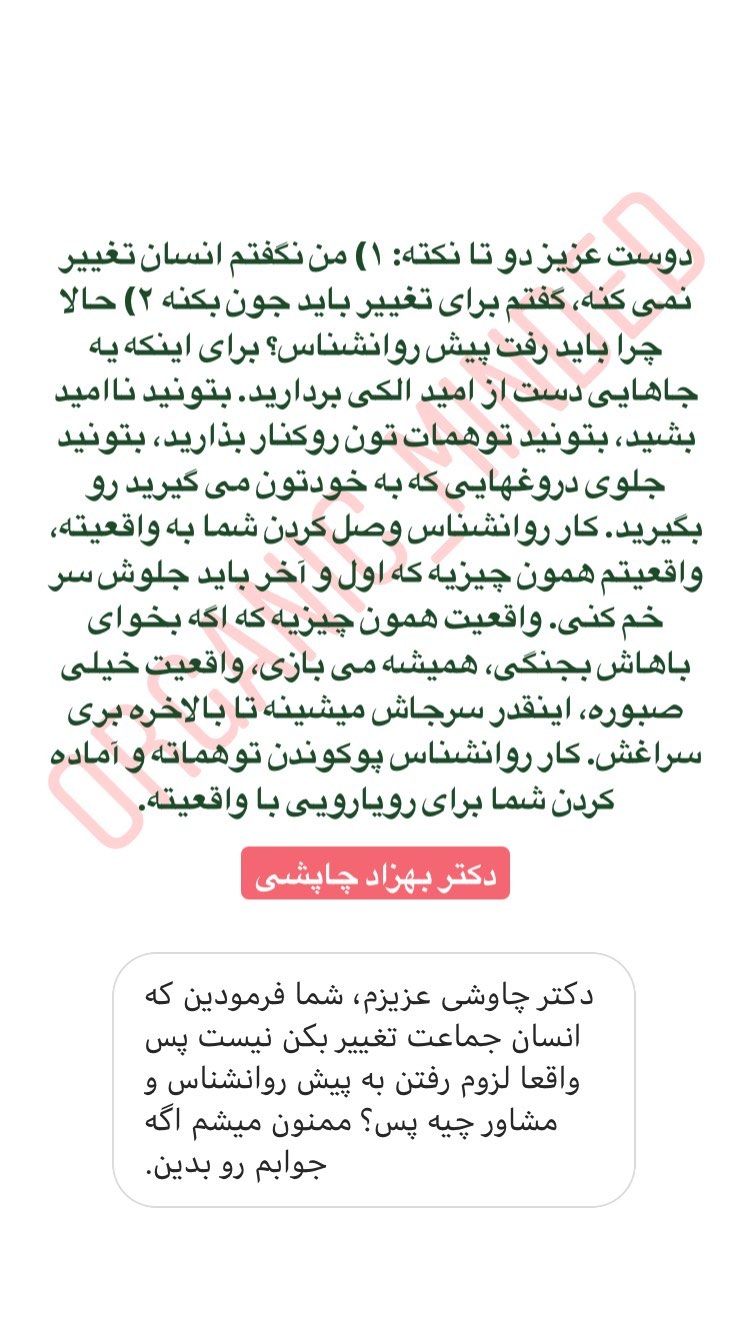 دوست عزیز دو تا نکته: ۱) من نگفتم انسان تغییر
نمی کنه، گفتم برای تغییر باید جون بکنه ۲) حالا
چرا باید رفت پیش روانشناس؟ برای اینکه یه
جاهایی دست از امید الکی بردارید. بتونید ناامید
بشید، بتونید توهمات تون رو کنار بذارید، بتونید
جلوی دروغهایی که به خودتون می گیرید رو
بگیرید. کار روانشناس وصل کردن شما به واقعیته،
واقعیتم همون چیزیه که اول و آخر باید جلوش سر
خم کنی. واقعیت همون چیزیه که اگه بخوای
باهاش بجنگی، همیشه می بازی، واقعیت خیلی
صبوره، اینقدر سرجاش میشینه تا بالاخره بری
سراغش. کار روانشناس پوکوندن توهماته و آماده
کردن شما برای رویارویی با واقعیته.
ORGANIC_MINDED
دکتر بهزاد چاپشی
دکتر چاوشی عزیزم، شما فرمودین که
انسان جماعت تغییر بکن نیست پس
واقعا لزوم رفتن به پیش روانشناس و
مشاور چیه پس؟ ممنون میشم اگه
جوابم رو بدین.